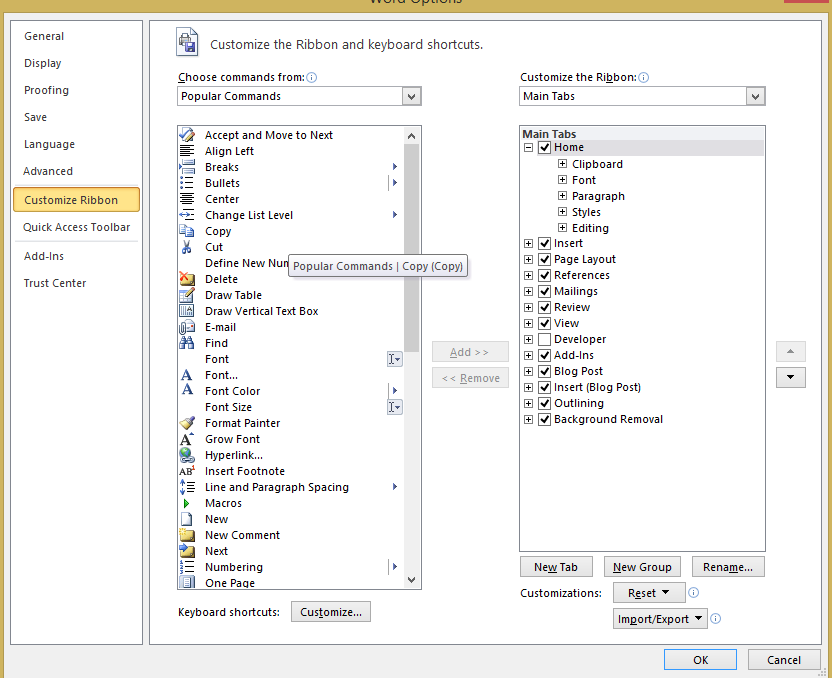 Word Options
General
Display
Proofing
Save
Language
Advanced
Customize Ribbon
Quick Access Toolbar
Add-Ins
Trust Center
Customize the Ribbon and keyboard shortcuts.
Choose commands from:
Popular Commands
Accept and Move to Next
Align Left
Breaks
Bullets
Center
Change List Level
Copy
Cut
Define New Num
Popular Commands | Copy (Copy)
Delete
Draw Table
Draw Vertical Text Box
E-mail
Find
Font
Font...
Font Color
Font Size
Format Painter
Grow Font
Hyperlink...
Insert Footnote
Line and Paragraph Spacing
Macros
New
New Comment
Next
Numbering
One Page
Keyboard shortcuts:
Customize...
Add >>
<< Remove
Customize the Ribbon:
Main Tabs
Main Tabs
Home
Clipboard
Font
Paragraph
Styles
Editing
Insert
Page Layout
References
Mailings
Review
View
Developer
Add-Ins
Blog Post
Insert (Blog Post)
Outlining
Background Removal
New Tab
New Group
Rename...
Customizations:
Reset
Import/Export
OK
Cancel